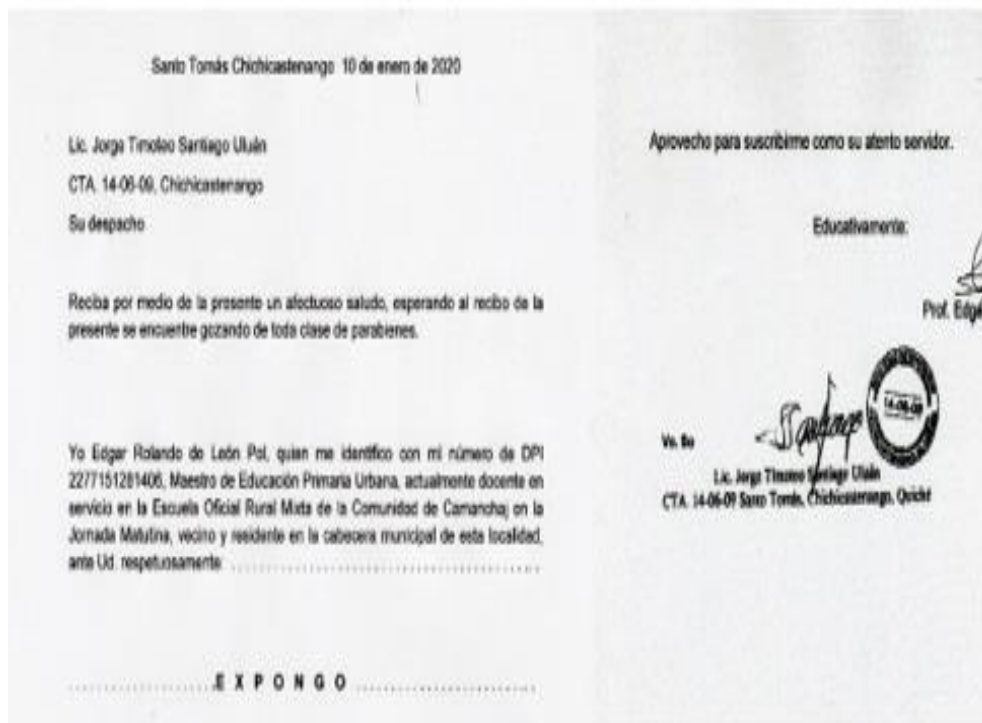 Santo Tomás Chichicastenango 10 de enero de 2020
Lic. Jorge Timoteo Santiago Uluán
CTA. 14-06-09, Chichicastenango
Su despacho
Reciba por medio de la presente un afectuoso saludo, esperando al recibo de la
presente se encuentre gozando de toda clase de parabienes.
Yo Edgar Rolando de León Pol, quien me identifico con mi número de DPI
2277151281406, Maestro de Educación Primaria Urbana, actualmente docente en
servicio en la Escuela Oficial Rural Mixta de la Comunidad de Camanchaj en la
Jornada Matutina, vecino y residente en la cabecera municipal de esta localidad,
ante Ud. respetuosamente
E X P O N G O
Aprovecho para suscribirme como su atento servidor.
Educativamente:
Prof. Edga
Vo. Bo
14-06-09
Lic. Jorge Timoteo Santiago Uluán
CTA. 14-06-09 Santo Tomás, Chichicastenango, Quiché